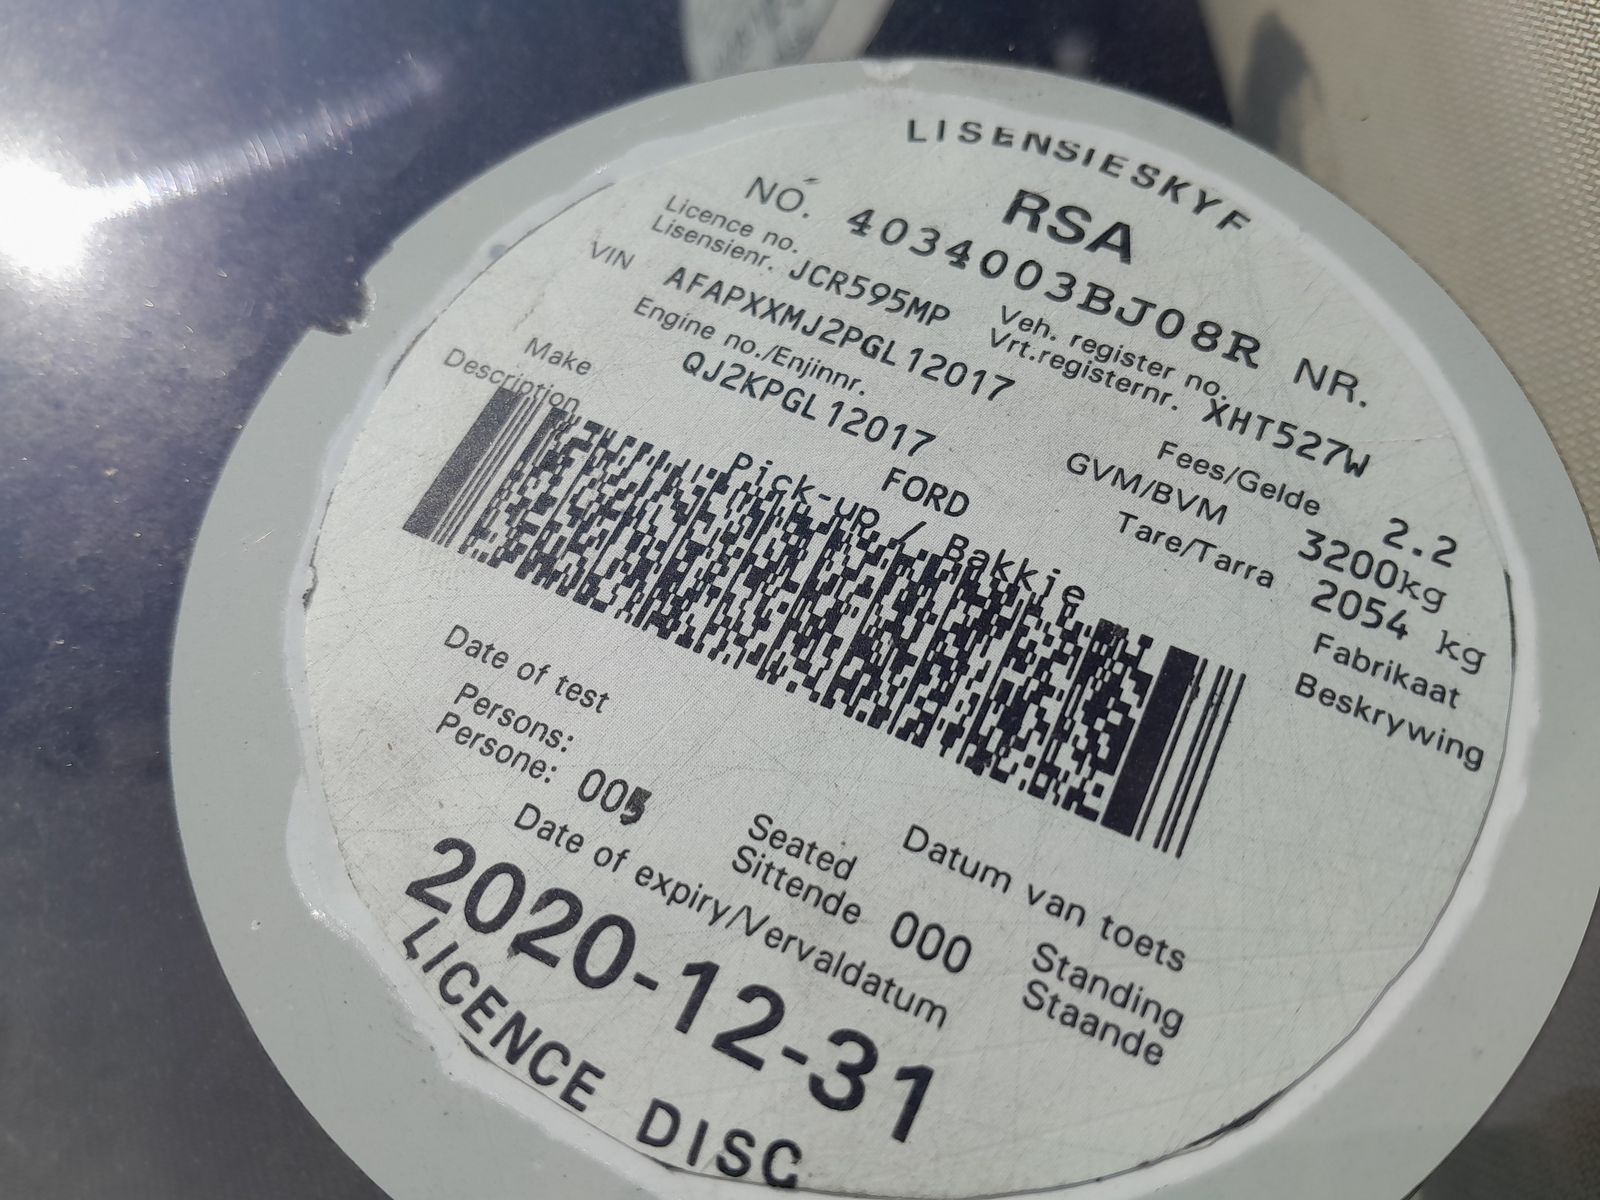 LISENSIESKYF
RSA
NO. 4034003BJ08R NR.
Licence no.
Lisensienr. JCR595MP
Veh. register no.
Vrt.registernr. XHT527W
VIN AFAPXXMJ2PGL12017
Fees/Gelde 2.2
Engine no./Enjinnr.
QJ2KPGL12017
GVM/BVM 3200kg
Tare/Tarra 2054 kg
Make FORD Fabrikaat
Description Pick-up / Bakkie Beskrywing
Date of test Datum van toets
Persons:
Persone: 005
Seated
Sittende 000
Standing
Staande
Date of expiry/Vervaldatum
2020-12-31
LICENCE DISC